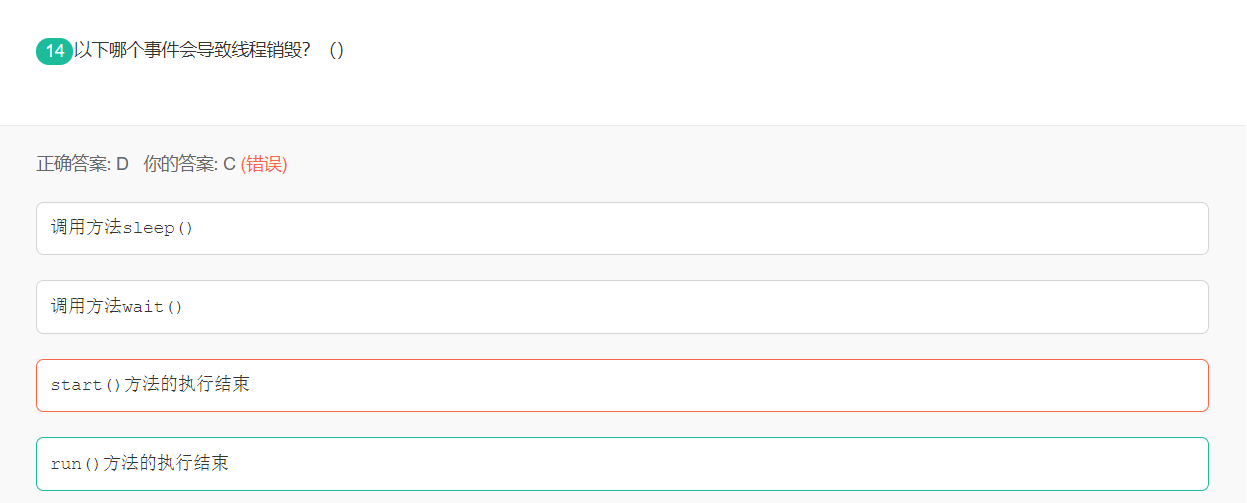 14以下哪个事件会导致线程销毁？（）
正确答案: D 你的答案: C (错误)
调用方法sleep()
调用方法wait()
start()方法的执行结束
run()方法的执行结束